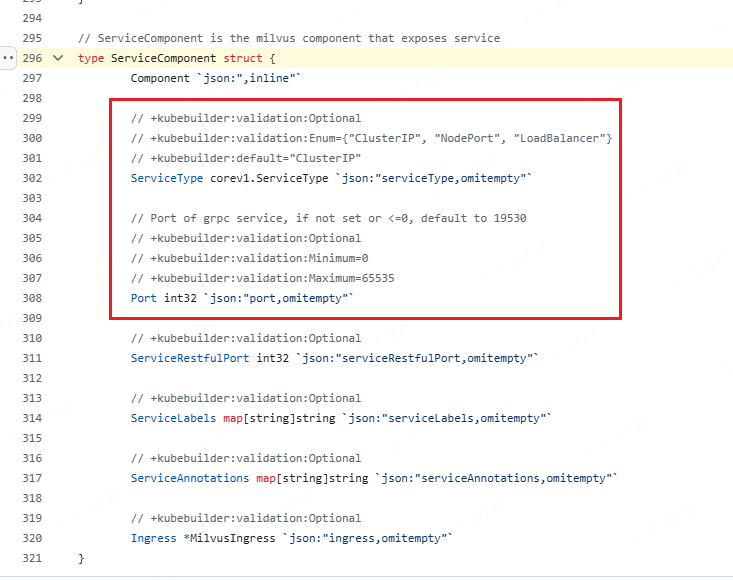 294
295 // ServiceComponent is the milvus component that exposes service
296 type ServiceComponent struct {
297 Component `json:",inline"`
298
299 // +kubebuilder:validation:Optional
300 // +kubebuilder:validation:Enum={"ClusterIP", "NodePort", "LoadBalancer"}
301 // +kubebuilder:default="ClusterIP"
302 ServiceType corev1.ServiceType `json:"serviceType,omitempty"`
303
304 // Port of grpc service, if not set or <=0, default to 19530
305 // +kubebuilder:validation:Optional
306 // +kubebuilder:validation:Minimum=0
307 // +kubebuilder:validation:Maximum=65535
308 Port int32 `json:"port,omitempty"`
309
310 // +kubebuilder:validation:Optional
311 ServiceRestfulPort int32 `json:"serviceRestfulPort,omitempty"`
312
313 // +kubebuilder:validation:Optional
314 ServiceLabels map[string]string `json:"serviceLabels,omitempty"`
315
316 // +kubebuilder:validation:Optional
317 ServiceAnnotations map[string]string `json:"serviceAnnotations,omitempty"`
318
319 // +kubebuilder:validation:Optional
320 Ingress *MilvusIngress `json:"ingress,omitempty"`
321 }